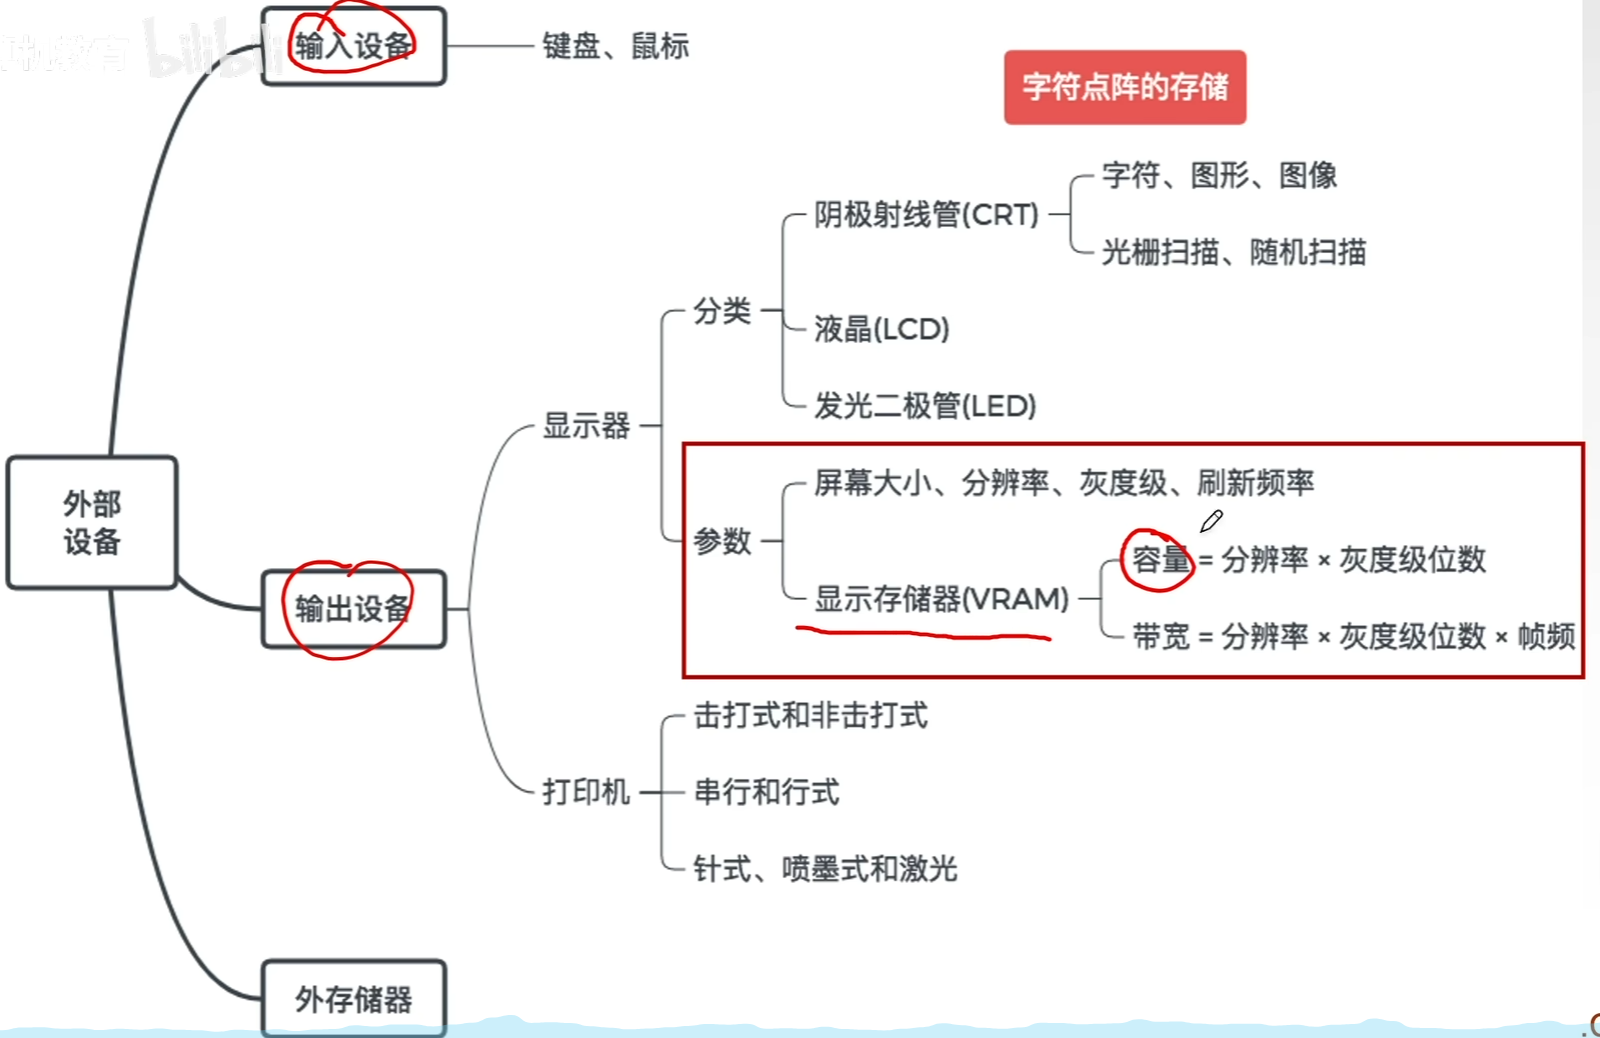 bilibili
输入设备
键盘、鼠标
字符点阵的存储
字符、图形、图像
阴极射线管(CRT)
光栅扫描、随机扫描
分类
液晶(LCD)
发光二极管(LED)
显示器
屏幕大小、分辨率、灰度级、刷新频率
外部
设备
参数
容量 = 分辨率 × 灰度级位数
显示存储器(VRAM)
输出设备
带宽 = 分辨率 × 灰度级位数 × 帧频
击打式和非击打式
打印机
串行和行式
针式、喷墨式和激光
外存储器